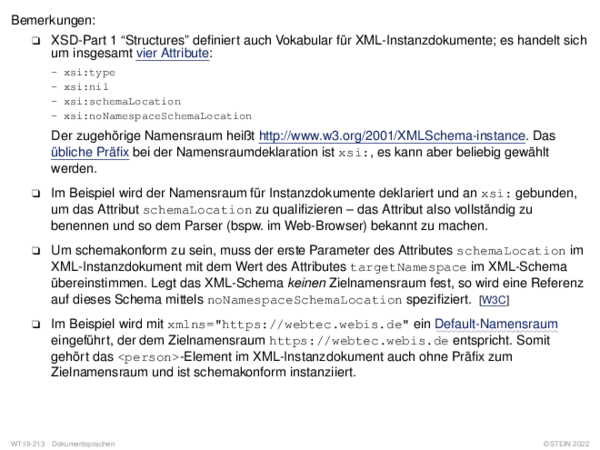 Bemerkungen:
❑ XSD-Part 1 “Structures” definiert auch Vokabular für XML-Instanzdokumente; es handelt sich
um insgesamt vier Attribute:
– xsi:type
– xsi:nil
– xsi:schemaLocation
– xsi:noNamespaceSchemaLocation
Der zugehörige Namensraum heißt http://www.w3.org/2001/XMLSchema-instance. Das
übliche Präfix bei der Namensraumdeklaration ist xsi:, es kann aber beliebig gewählt
werden.
❑ Im Beispiel wird der Namensraum für Instanzdokumente deklariert und an xsi: gebunden,
um das Attribut schemaLocation zu qualifizieren – das Attribut also vollständig zu
benennen und so dem Parser (bspw. im Web-Browser) bekannt zu machen.
❑ Um schemakonform zu sein, muss der erste Parameter des Attributes schemaLocation im
XML-Instanzdokument mit dem Wert des Attributes targetNamespace im XML-Schema
übereinstimmen. Legt das XML-Schema keinen Zielnamensraum fest, so wird eine Referenz
auf dieses Schema mittels noNamespaceSchemaLocation spezifiziert. [W3C]
❑ Im Beispiel wird mit xmlns="https://webtec.webis.de" ein Default-Namensraum
eingeführt, der dem Zielnamensraum https://webtec.webis.de entspricht. Somit
gehört das <person>-Element im XML-Instanzdokument auch ohne Präfix zum
Zielnamensraum und ist schemakonform instanziiert.
WT:III-213 Dokumentsprachen ©STEIN 2022